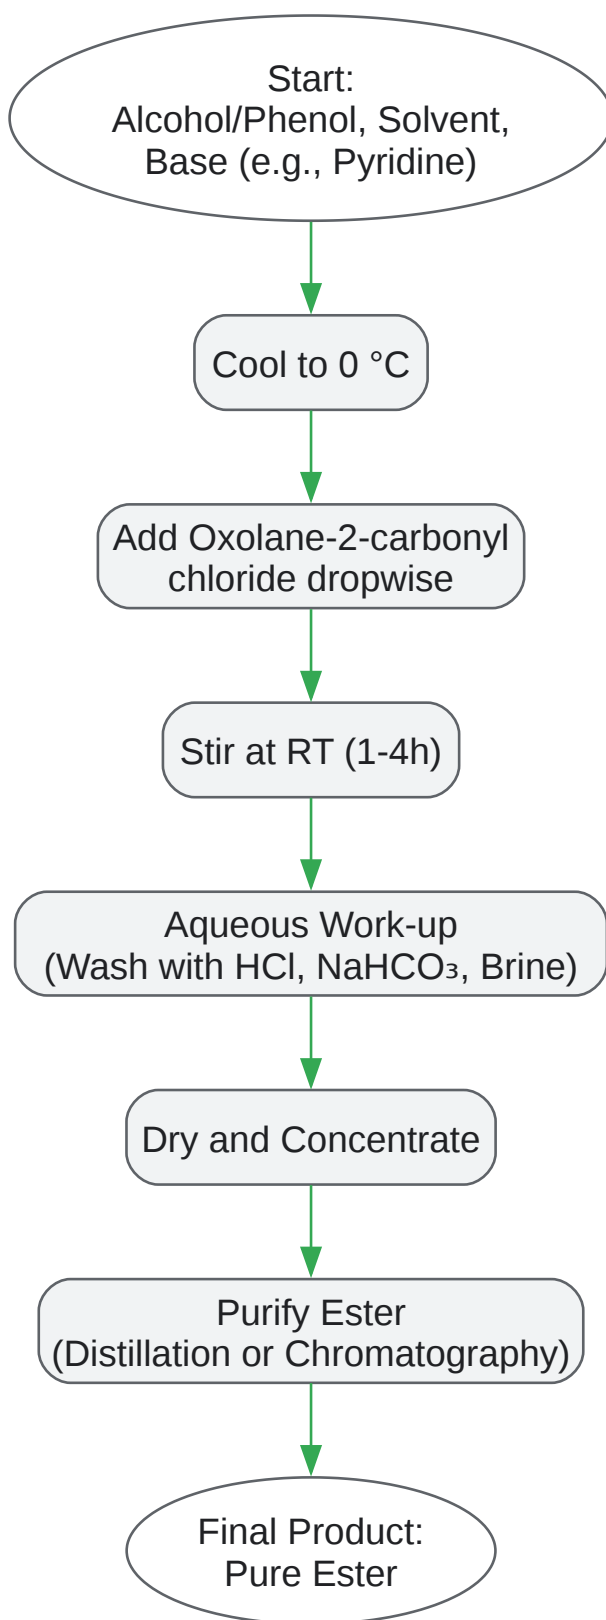 Start:
Alcohol/Phenol, Solvent,
Base (e.g., Pyridine)
Cool to 0 °C
Add Oxolane-2-carbonyl
chloride dropwise
Stir at RT (1-4h)
Aqueous Work-up
(Wash with HCl, NaHCO₃, Brine)
Dry and Concentrate
Purify Ester
(Distillation or Chromatography)
Final Product:
Pure Ester